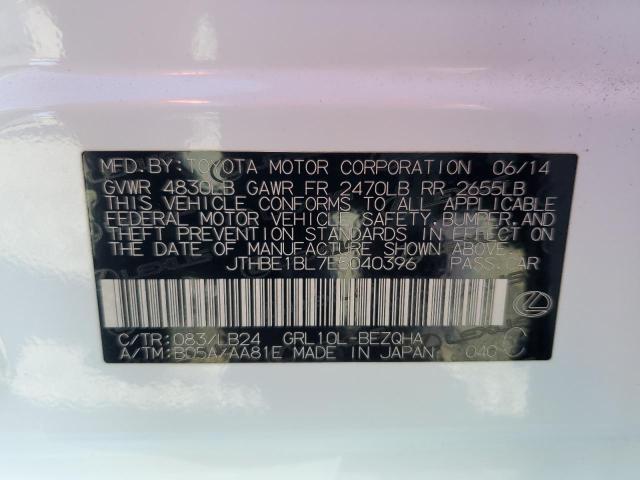 MFD.BY:TOYOTA MOTOR CORPORATION 06/14
GVWR 4830LB GAWR FR 2470LB RR 2655LB
THIS VEHICLE CONFORMS TO ALL APPLICABLE
FEDERAL MOTOR VEHICLE SAFETY,BUMPER,AND
THEFT PREVENTION STANDARDS IN EFFECT ON
THE DATE OF MANUFACTURE SHOWN ABOVE.
JTHBE1BL7E5040396 PASS.CAR
C/TR:083/LB24 GRL10L-BEZQHA
A/TM:B05A/AA81E MADE IN JAPAN 040